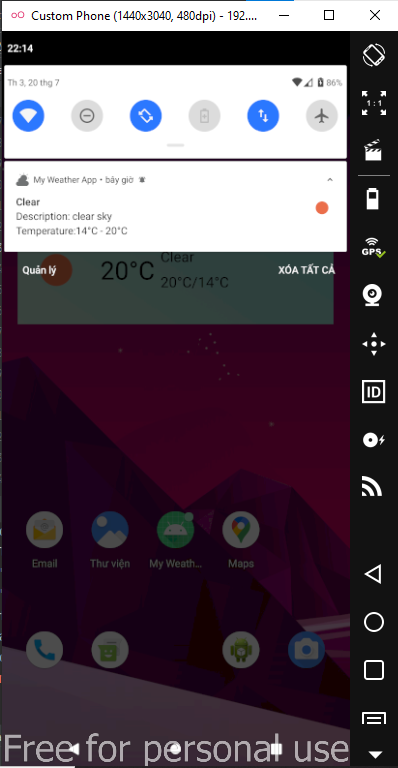 Custom Phone (1440x3040, 480dpi) - 192....
22:14
Th 3, 20 thg 7
86%
1:1
My Weather App • bây giờ
Clear
Description: clear sky
Temperature:14°C - 20°C
GPS
Clear
Quản lý
20°C
20°C/14°C
XÓA TẤT CẢ
ID
Email
Thư viện
My Weath...
Maps
Free for personal use